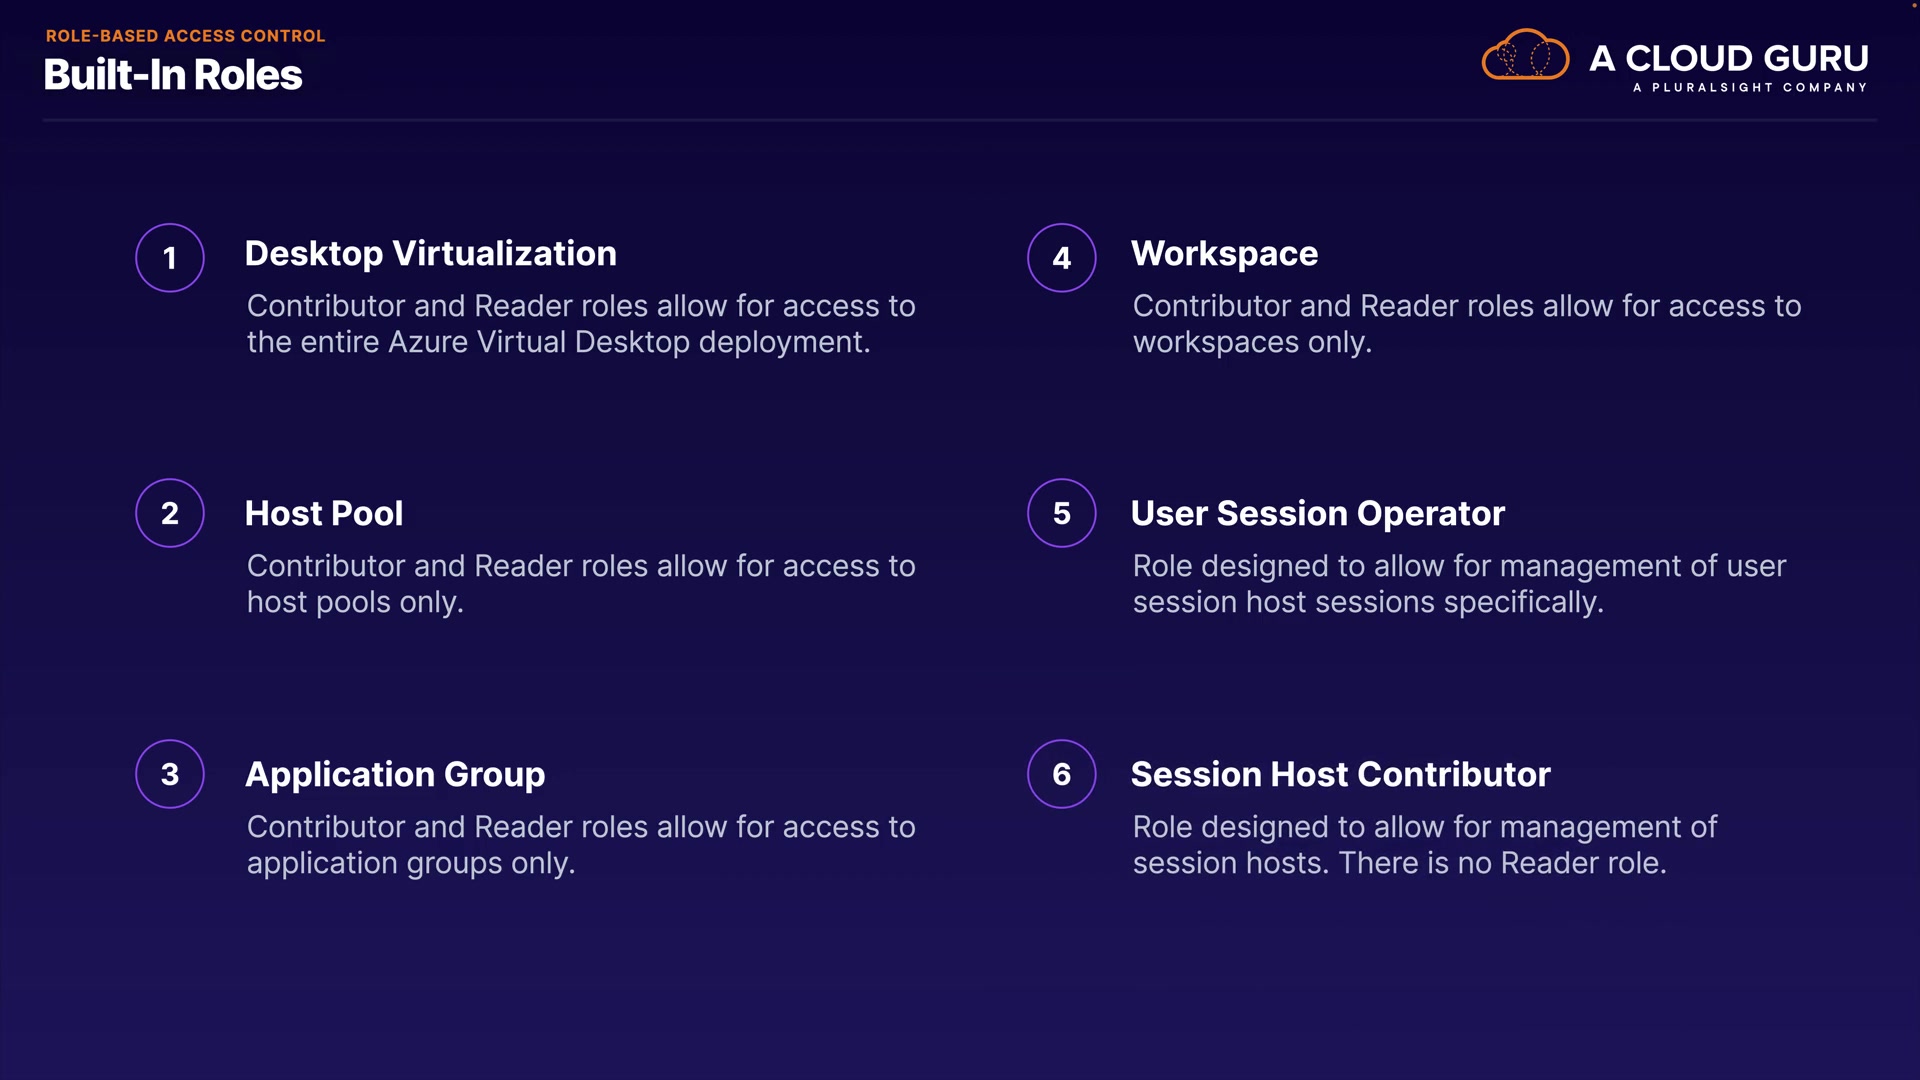 ROLE-BASED ACCESS CONTROL
Built-In Roles
A CLOUD GURU
A PLURALSIGHT COMPANY
1
Desktop Virtualization
Contributor and Reader roles allow for access to
the entire Azure Virtual Desktop deployment.
2
Host Pool
Contributor and Reader roles allow for access to
host pools only.
3
Application Group
Contributor and Reader roles allow for access to
application groups only.
4
Workspace
Contributor and Reader roles allow for access to
workspaces only.
5
User Session Operator
Role designed to allow for management of user
session host sessions specifically.
6
Session Host Contributor
Role designed to allow for management of
session hosts. There is no Reader role.